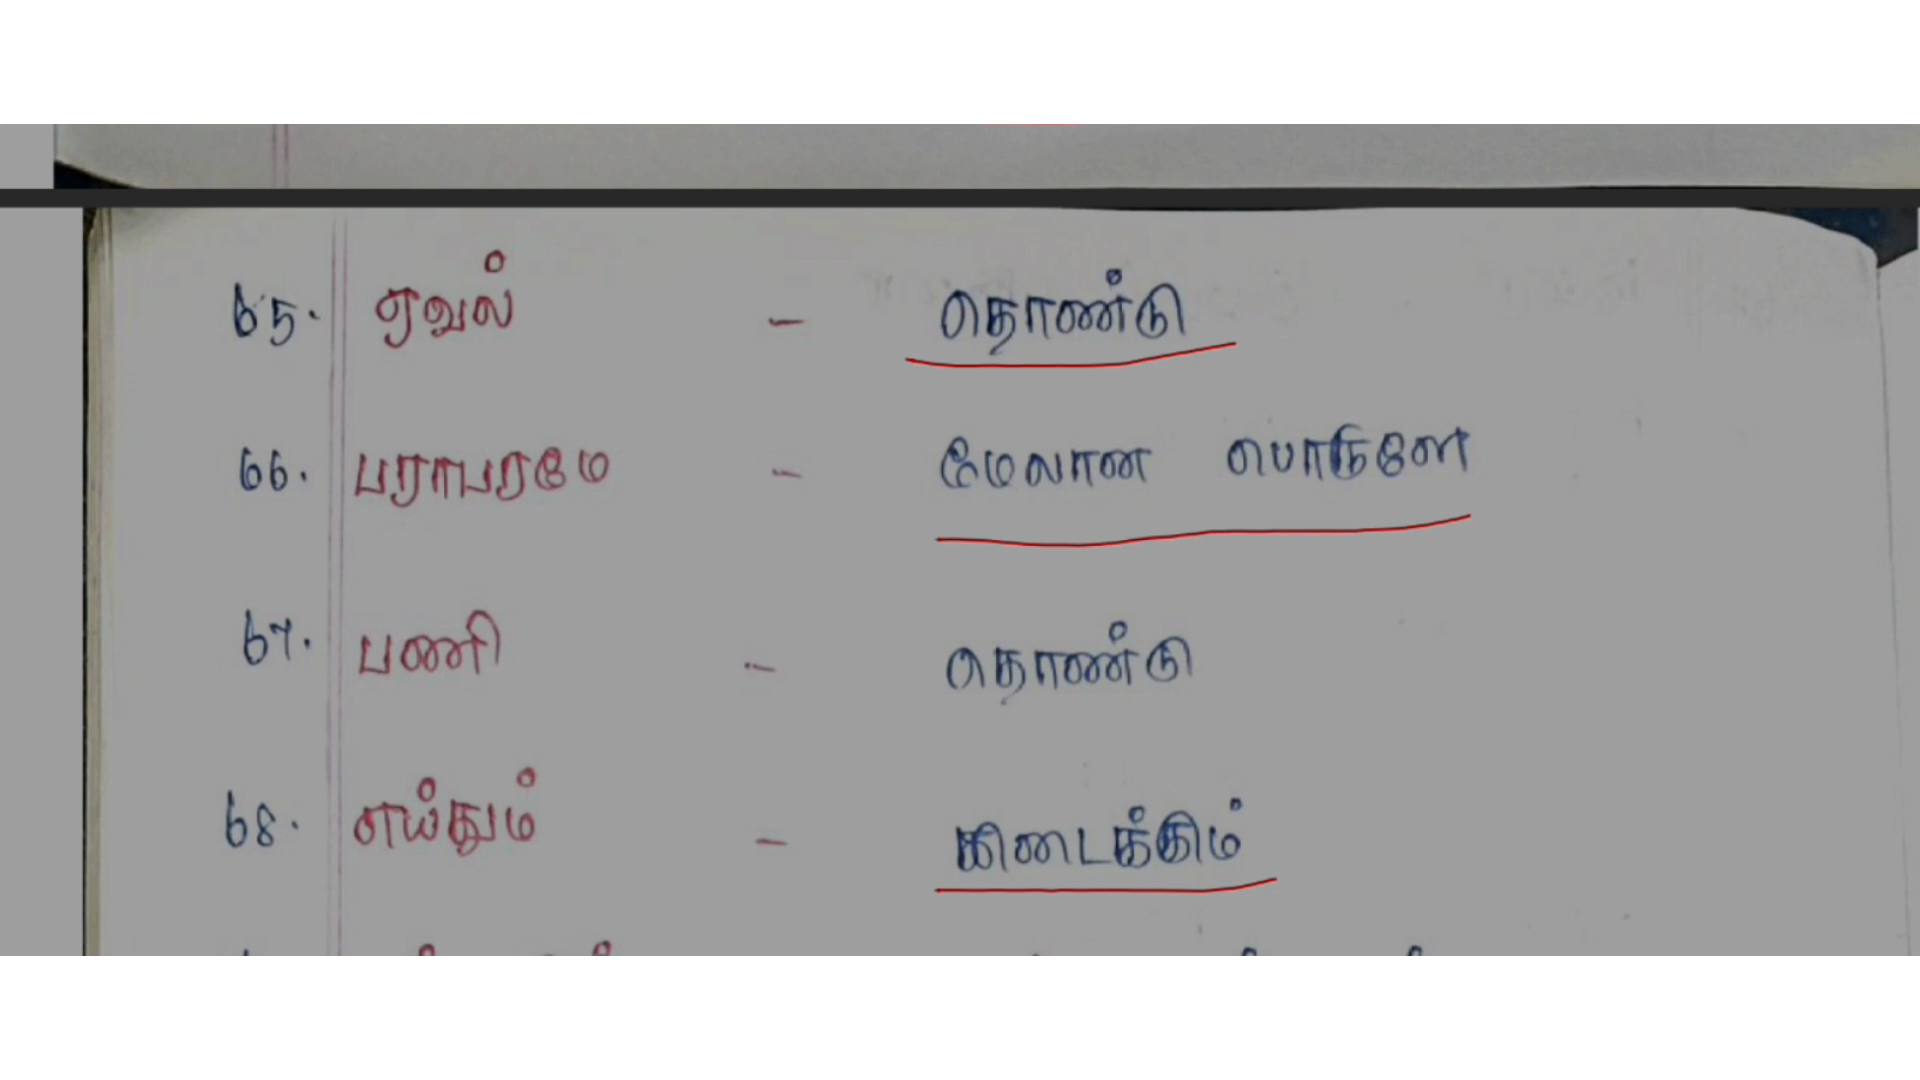 65. ஏவல் - தொண்டு
66. பராபரமே - மேலான பொருளே
67. பணி - தொண்டு
68. எய்தும் - கிடைக்கும்